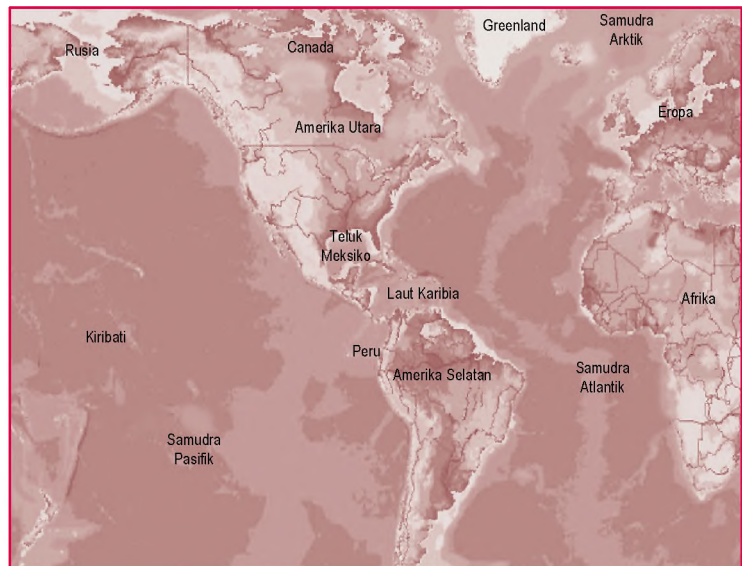 Greenland
Samudra
Arktik
Rusia
Canada
Eropa
Amerika Utara
Teluk
Meksiko
Laut Karibia
Afrika
Kiribati
Peru
Amerika Selatan
Samudra
Atlantik
Samudra
Pasifik